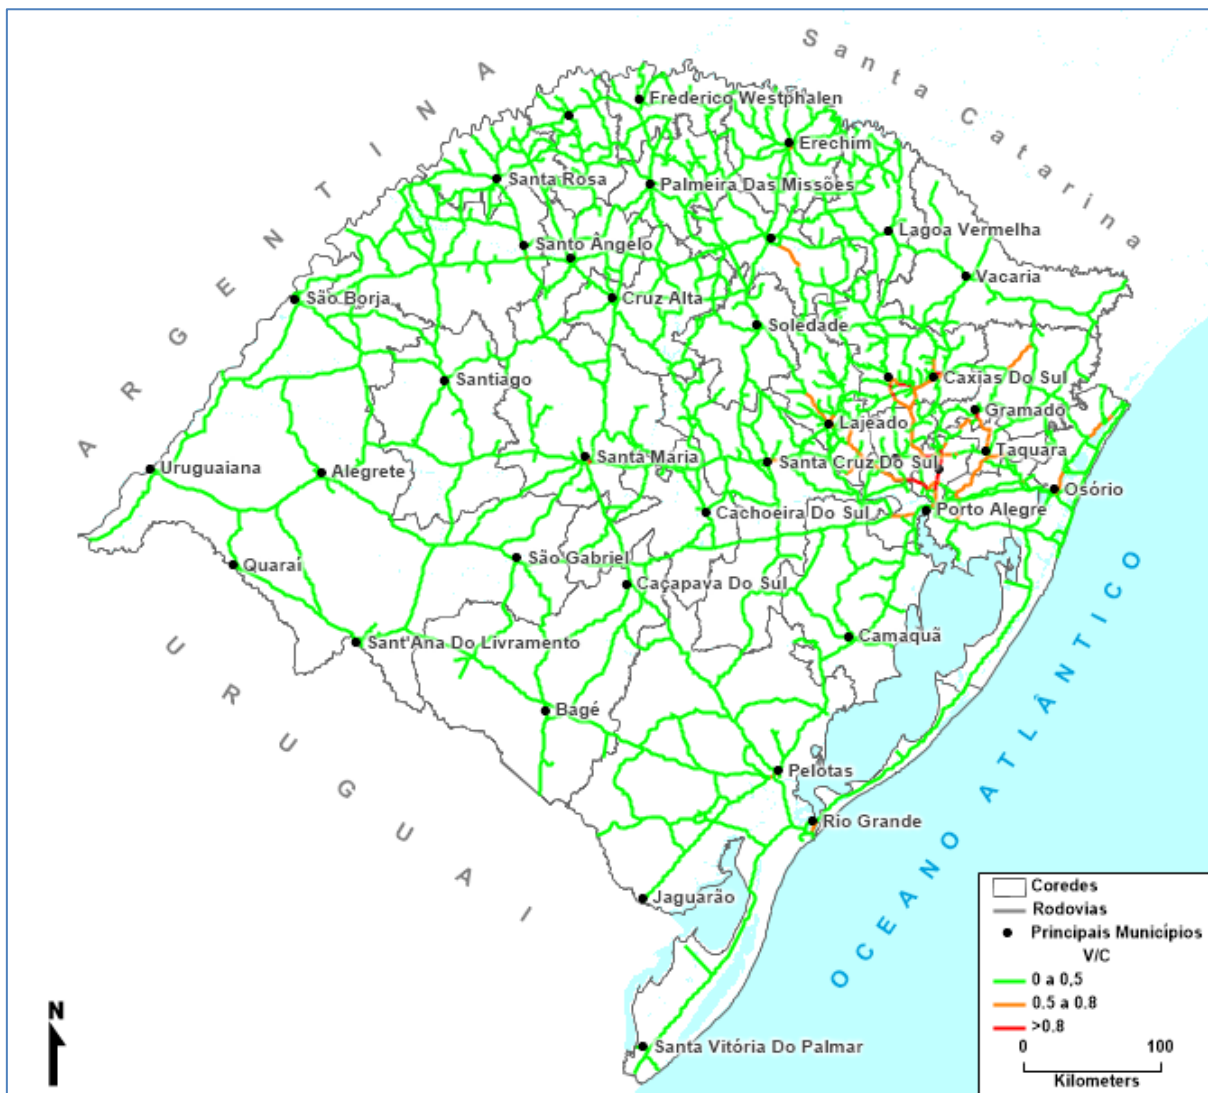 Santa Catarina
ARGENTINA
Frederico Westphalen
Erechim
Santa Rosa
Palmeira Das Missões
Lagoa Vermelha
Santo Ângelo
Vacaria
São Borja
Cruz Alta
Soledade
Santiago
Caxias Do Sul
Gramado
Lajeado
Taquara
Uruguaiana
Alegrete
Santa Maria
Santa Cruz Do Sul
Osório
Cachoeira Do Sul
Porto Alegre
Quaraí
São Gabriel
Caçapava Do Sul
Sant'Ana Do Livramento
Camaquã
URUGUAI
Bagé
Pelotas
Rio Grande
OCEANO ATLÂNTICO
Jaguarão
Santa Vitória Do Palmar
N
Coredes
Rodovias
Principais Municípios
V/C
0 a 0,5
0.5 a 0.8
>0.8
0 100
Kilometers